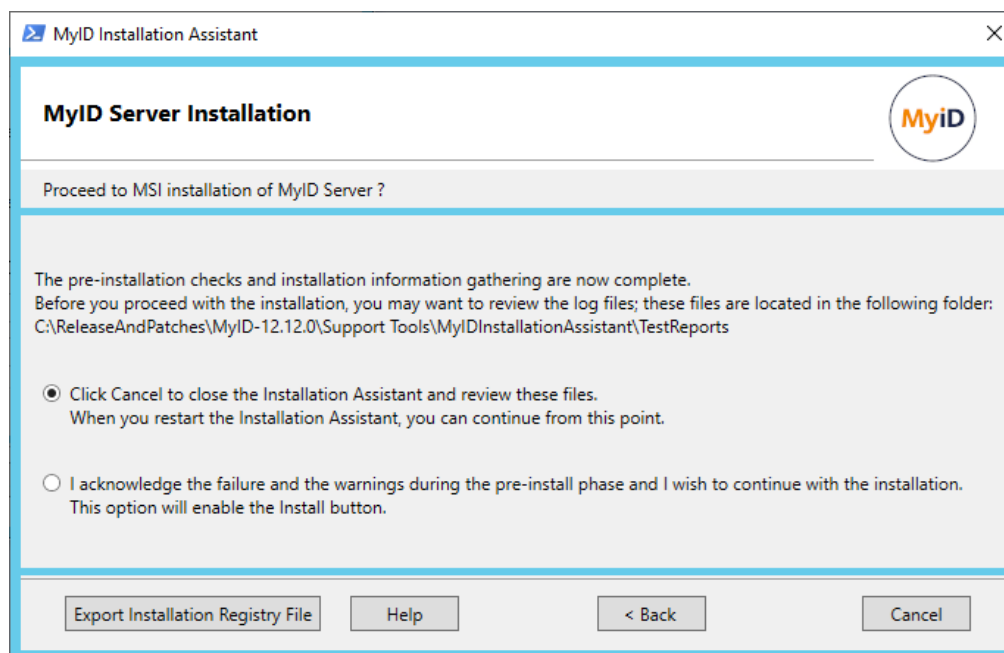 MyID Installation Assistant
MyID Server Installation
MyiD
Proceed to MSI installation of MyID Server ?
The pre-installation checks and installation information gathering are now complete.
Before you proceed with the installation, you may want to review the log files; these files are located in the following folder:
C:\ReleaseAndPatches\MyID-12.12.0\Support Tools\MyIDInstallationAssistant\TestReports
Click Cancel to close the Installation Assistant and review these files.
When you restart the Installation Assistant, you can continue from this point.
I acknowledge the failure and the warnings during the pre-install phase and I wish to continue with the installation.
This option will enable the Install button.
Export Installation Registry File
Help
< Back
Cancel